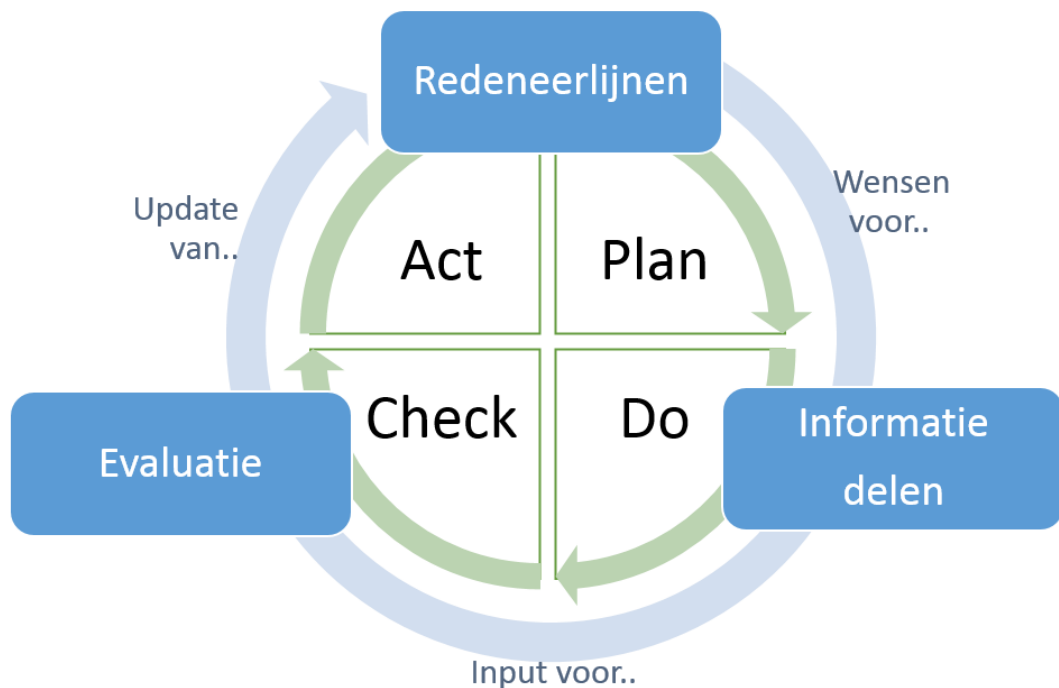 Redeneerlijnen
Wensen
voor..
Update
van..
Act
Plan
Check
Do
Evaluatie
Informatie
delen
Input voor..